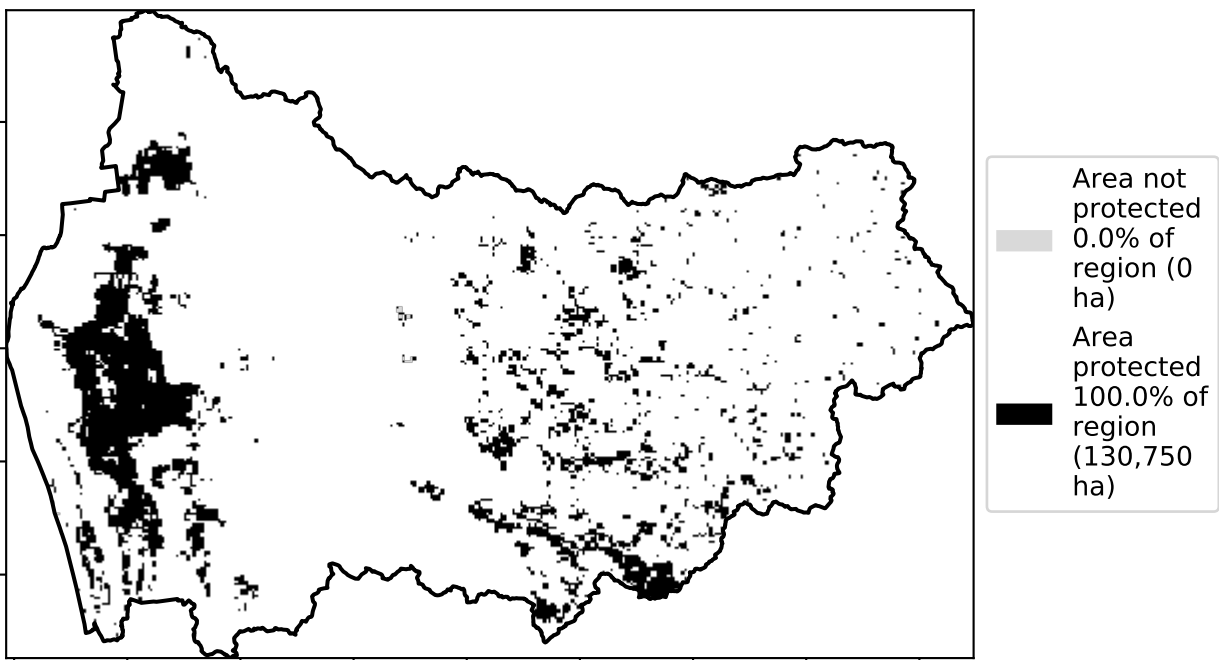 Area not
protected
0.0% of
region (0
ha)
Area
protected
100.0% of
region
(130,750
ha)